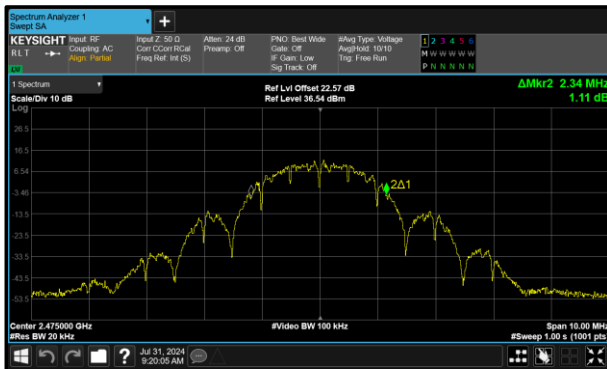 Spectrum Analyzer 1
Swept SA
+
KEYSIGHT
RLT
LNI
Input: RF
Coupling: AC
Align: Partial
Input Z: 50 Ω
Corr CCorr RCal
Freq Ref: Int (S)
Atten: 24 dB
Preamp: Off
PNO: Best Wide
Gate: Off
IF Gain: Low
Sig Track: Off
#Avg Type: Voltage
Avg|Hold: 10/10
Trig: Free Run
1 2 3 4 5 6
M W W W W W
P N N N N N
1 Spectrum
Scale/Div 10 dB
Ref Lvl Offset 22.57 dB
Ref Level 36.54 dBm
ΔMkr2 2.34 MHz
1.11 dB
Log
26.5
16.5
6.54
-3.46
-13.5
-23.5
-33.5
-43.5
-53.5
2Δ1
Center 2.475000 GHz
#Res BW 20 kHz
#Video BW 100 kHz
Span 10.00 MHz
#Sweep 1.00 s (1001 pts)
?
Jul 31, 2024
9:20:05 AM